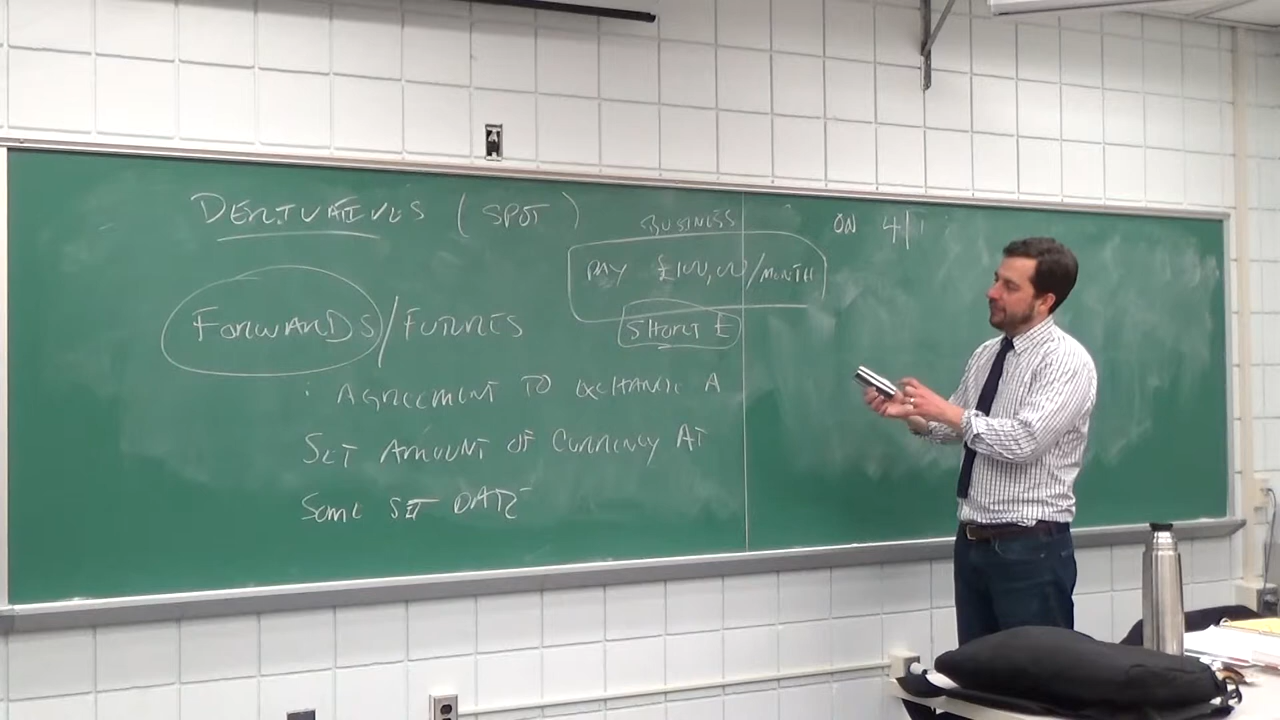 DERIVATIVES (SPOT)
FORWARDS/FUTURES
: AGREEMENT TO EXCHANGE A
SET AMOUNT OF CURRENCY AT
SOME SET DATE
BUSINESS
PAY £100,00/MONTH
SHORT £
ON 4/1